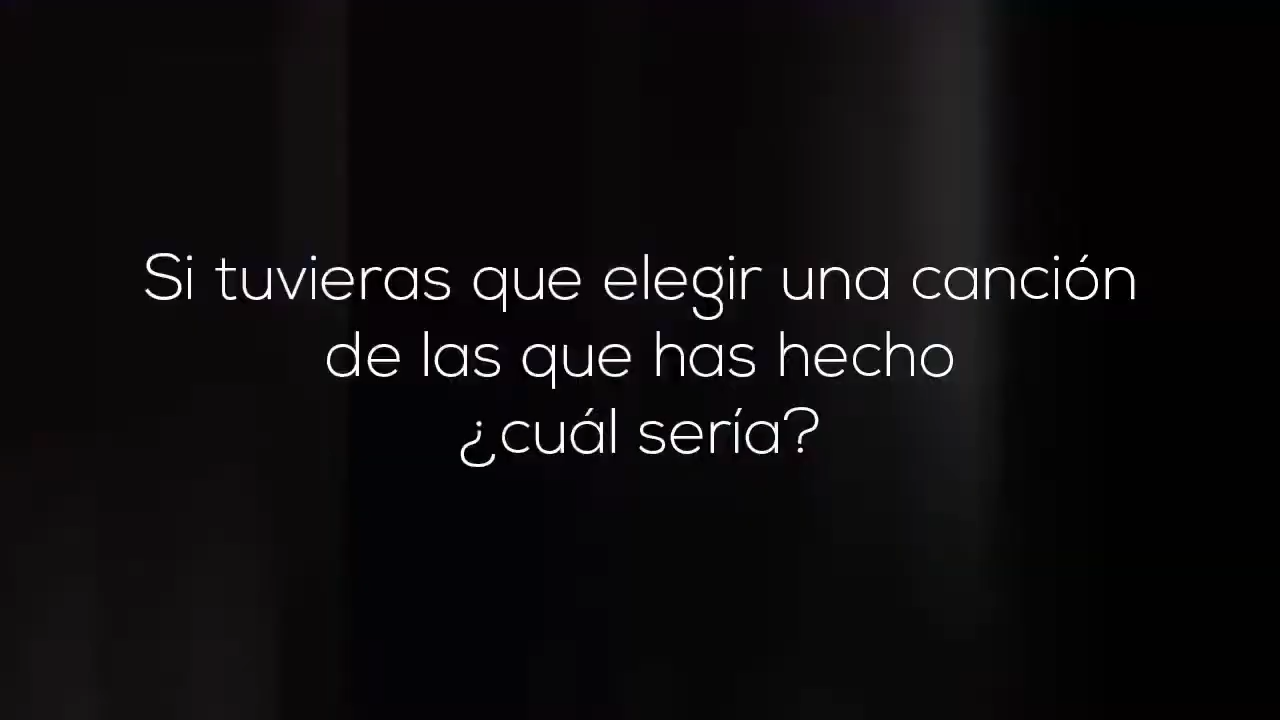 Si tuvieras que elegir una canción
de las que has hecho
¿cuál sería?